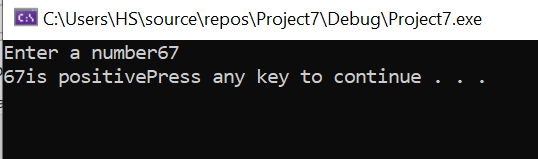 C:\Users\HS\source\repos\Project7\Debug\Project7.exe
Enter a number67
67is positivePress any key to continue . . .